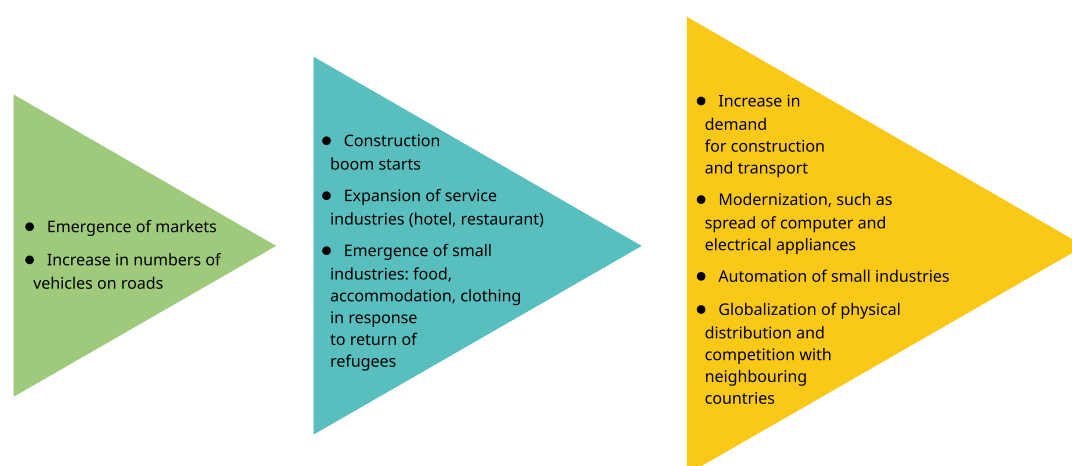 ● Emergence of markets
● Increase in numbers of
vehicles on roads
● Construction
boom starts
● Expansion of service
industries (hotel, restaurant)
● Emergence of small
industries: food,
accommodation, clothing
in response
to return of
refugees
● Increase in
demand
for construction
and transport
● Modernization, such as
spread of computer and
electrical appliances
● Automation of small industries
● Globalization of physical
distribution and
competition with
neighbouring
countries